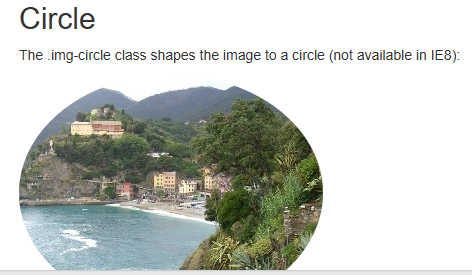 Circle
The .img-circle class shapes the image to a circle (not available in IE8):